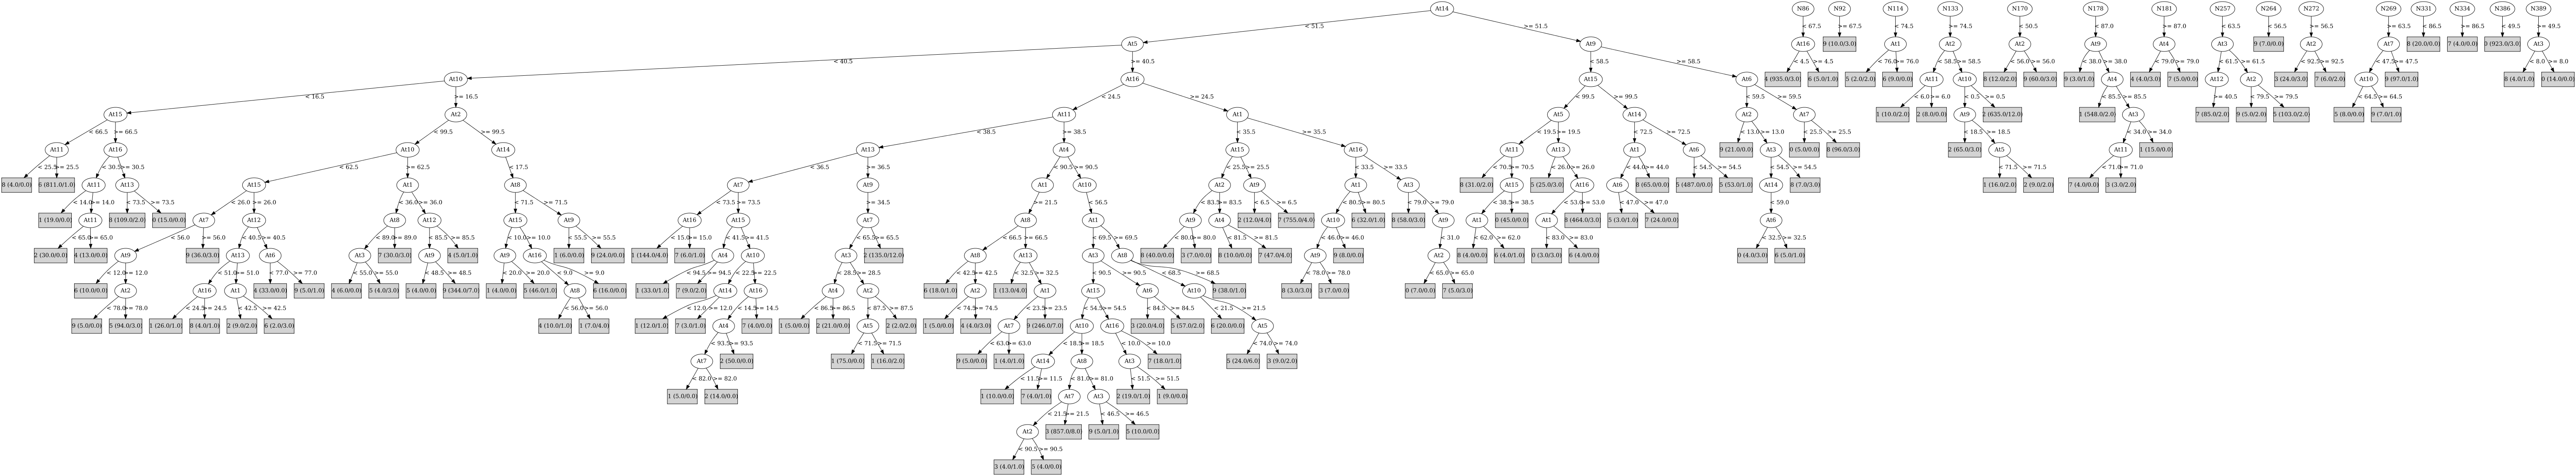 At14 N86 N92 N114 N133 N170 N178 N181 N257 N264 N272 N269 N331 N334 N386 N389
< 51.5 >= 51.5 < 67.5 >= 67.5 < 74.5 >= 74.5 < 50.5 < 87.0 >= 87.0 < 63.5 < 56.5 >= 56.5 >= 63.5 < 86.5 >= 86.5 < 49.5 >= 49.5
At5 At9 At16 9 (10.0/3.0) At1 At2 At2 At9 At4 At3 9 (7.0/0.0) At2 At7 8 (20.0/0.0) 7 (4.0/0.0) 0 (923.0/3.0) At3
< 40.5 >= 40.5 < 58.5 >= 58.5 < 4.5 >= 4.5 < 76.0 >= 76.0 < 58.5 >= 58.5 < 56.0 >= 56.0 < 38.0 >= 38.0 < 79.0 >= 79.0 < 61.5 >= 61.5 < 92.5 >= 92.5 < 47.5 >= 47.5 < 8.0 >= 8.0
At10 At16 At15 At6 4 (935.0/3.0) 6 (5.0/1.0) 5 (2.0/2.0) 6 (9.0/0.0) At11 At10 8 (12.0/2.0) 9 (60.0/3.0) 9 (3.0/1.0) At4 4 (4.0/3.0) 7 (5.0/0.0) At12 At2 3 (24.0/3.0) 7 (6.0/2.0) At10 9 (97.0/1.0) 8 (4.0/1.0) 0 (14.0/0.0)
< 16.5 >= 16.5 < 24.5 >= 24.5 < 99.5 >= 99.5 < 59.5 >= 59.5 < 6.0 >= 6.0 < 0.5 >= 0.5 < 85.5 >= 85.5 >= 40.5 < 79.5 >= 79.5 < 64.5 >= 64.5
At15 At2 At11 At1 At5 At14 At2 At7 1 (10.0/2.0) 2 (8.0/0.0) At9 2 (635.0/12.0) 1 (548.0/2.0) At3 7 (85.0/2.0) 9 (5.0/2.0) 5 (103.0/2.0) 5 (8.0/0.0) 9 (7.0/1.0)
< 66.5 >= 66.5 < 99.5 >= 99.5 < 38.5 >= 38.5 < 35.5 >= 35.5 < 19.5 >= 19.5 < 72.5 >= 72.5 < 13.0 >= 13.0 < 25.5 >= 25.5 < 18.5 >= 18.5 < 34.0 >= 34.0
At11 At16 At10 At14 At13 At4 At15 At16 At11 At13 At1 At6 9 (21.0/0.0) At3 0 (5.0/0.0) 8 (96.0/3.0) 2 (65.0/3.0) At5 At11 1 (15.0/0.0)
< 25.5 >= 25.5 < 30.5 >= 30.5 < 62.5 >= 62.5 < 17.5 < 36.5 >= 36.5 < 90.5 >= 90.5 < 25.5 >= 25.5 < 33.5 >= 33.5 < 70.5 >= 70.5 < 26.0 >= 26.0 < 44.0 >= 44.0 < 54.5 >= 54.5 < 54.5 >= 54.5 < 71.5 >= 71.5 < 71.0 >= 71.0
8 (4.0/0.0) 6 (811.0/1.0) At11 At13 At15 At1 At8 At7 At9 At1 At10 At2 At9 At1 At3 8 (31.0/2.0) At15 5 (25.0/3.0) At16 At6 8 (65.0/0.0) 5 (487.0/0.0) 5 (53.0/1.0) At14 8 (7.0/3.0) 1 (16.0/2.0) 2 (9.0/2.0) 7 (4.0/0.0) 3 (3.0/2.0)
< 14.0 >= 14.0 < 73.5 >= 73.5 < 26.0 >= 26.0 < 36.0 >= 36.0 < 71.5 >= 71.5 < 73.5 >= 73.5 >= 34.5 >= 21.5 < 56.5 < 83.5 >= 83.5 < 6.5 >= 6.5 < 80.5 >= 80.5 < 79.0 >= 79.0 < 38.5 >= 38.5 < 53.0 >= 53.0 < 47.0 >= 47.0 < 59.0
1 (19.0/0.0) At11 8 (109.0/2.0) 0 (15.0/0.0) At7 At12 At8 At12 At15 At9 At16 At15 At7 At8 At1 At9 At4 2 (12.0/4.0) 7 (755.0/4.0) At10 6 (32.0/1.0) 8 (58.0/3.0) At9 At1 0 (45.0/0.0) At1 8 (464.0/3.0) 5 (3.0/1.0) 7 (24.0/0.0) At6
< 65.0 >= 65.0 < 56.0 >= 56.0 < 40.5 >= 40.5 < 89.0 >= 89.0 < 85.5 >= 85.5 < 10.0 >= 10.0 < 55.5 >= 55.5 < 15.0 >= 15.0 < 41.5 >= 41.5 < 65.5 >= 65.5 < 66.5 >= 66.5 < 69.5 >= 69.5 < 80.0 >= 80.0 < 81.5 >= 81.5 < 46.0 >= 46.0 < 31.0 < 62.0 >= 62.0 < 83.0 >= 83.0 < 32.5 >= 32.5
2 (30.0/0.0) 4 (13.0/0.0) At9 9 (36.0/3.0) At13 At6 At3 7 (30.0/3.0) At9 4 (5.0/1.0) At9 At16 1 (6.0/0.0) 9 (24.0/0.0) 1 (144.0/4.0) 7 (6.0/1.0) At4 At10 At3 2 (135.0/12.0) At8 At13 At3 At8 8 (40.0/0.0) 3 (7.0/0.0) 8 (10.0/0.0) 7 (47.0/4.0) At9 9 (8.0/0.0) At2 8 (4.0/0.0) 6 (4.0/1.0) 0 (3.0/3.0) 6 (4.0/0.0) 0 (4.0/3.0) 6 (5.0/1.0)
< 12.0 >= 12.0 < 51.0 >= 51.0 < 77.0 >= 77.0 < 55.0 >= 55.0 < 48.5 >= 48.5 < 20.0 >= 20.0 < 9.0 >= 9.0 < 94.5 >= 94.5 < 22.5 >= 22.5 < 28.5 >= 28.5 < 42.5 >= 42.5 < 32.5 >= 32.5 < 90.5 >= 90.5 < 68.5 >= 68.5 < 78.0 >= 78.0 < 65.0 >= 65.0
6 (10.0/0.0) At2 At16 At1 4 (33.0/0.0) 9 (5.0/1.0) 4 (6.0/0.0) 5 (4.0/3.0) 5 (4.0/0.0) 9 (344.0/7.0) 1 (4.0/0.0) 5 (46.0/1.0) At8 6 (16.0/0.0) 1 (33.0/1.0) 7 (9.0/2.0) At14 At16 At4 At2 6 (18.0/1.0) At2 1 (13.0/4.0) At1 At15 At6 At10 9 (38.0/1.0) 8 (3.0/3.0) 3 (7.0/0.0) 0 (7.0/0.0) 7 (5.0/3.0)
< 78.0 >= 78.0 < 24.5 >= 24.5 < 42.5 >= 42.5 < 56.0 >= 56.0 < 12.0 >= 12.0 < 14.5 >= 14.5 < 86.5 >= 86.5 < 87.5 >= 87.5 < 74.5 >= 74.5 < 23.5 >= 23.5 < 54.5 >= 54.5 < 84.5 >= 84.5 < 21.5 >= 21.5
9 (5.0/0.0) 5 (94.0/3.0) 1 (26.0/1.0) 8 (4.0/1.0) 2 (9.0/2.0) 6 (2.0/3.0) 4 (10.0/1.0) 1 (7.0/4.0) 1 (12.0/1.0) 7 (3.0/1.0) At4 7 (4.0/0.0) 1 (5.0/0.0) 2 (21.0/0.0) At5 2 (2.0/2.0) 1 (5.0/0.0) 4 (4.0/3.0) At7 9 (246.0/7.0) At10 At16 3 (20.0/4.0) 5 (57.0/2.0) 6 (20.0/0.0) At5
< 93.5 >= 93.5 < 71.5 >= 71.5 < 63.0 >= 63.0 < 18.5 >= 18.5 < 10.0 >= 10.0 < 74.0 >= 74.0
At7 2 (50.0/0.0) 1 (75.0/0.0) 1 (16.0/2.0) 9 (5.0/0.0) 1 (4.0/1.0) At14 At8 At3 7 (18.0/1.0) 5 (24.0/6.0) 3 (9.0/2.0)
< 82.0 >= 82.0 < 11.5 >= 11.5 < 81.0 >= 81.0 < 51.5 >= 51.5
1 (5.0/0.0) 2 (14.0/0.0) 1 (10.0/0.0) 7 (4.0/1.0) At7 At3 2 (19.0/1.0) 1 (9.0/0.0)
< 21.5 >= 21.5 < 46.5 >= 46.5
At2 3 (857.0/8.0) 9 (5.0/1.0) 5 (10.0/0.0)
< 90.5 >= 90.5
3 (4.0/1.0) 5 (4.0/0.0)